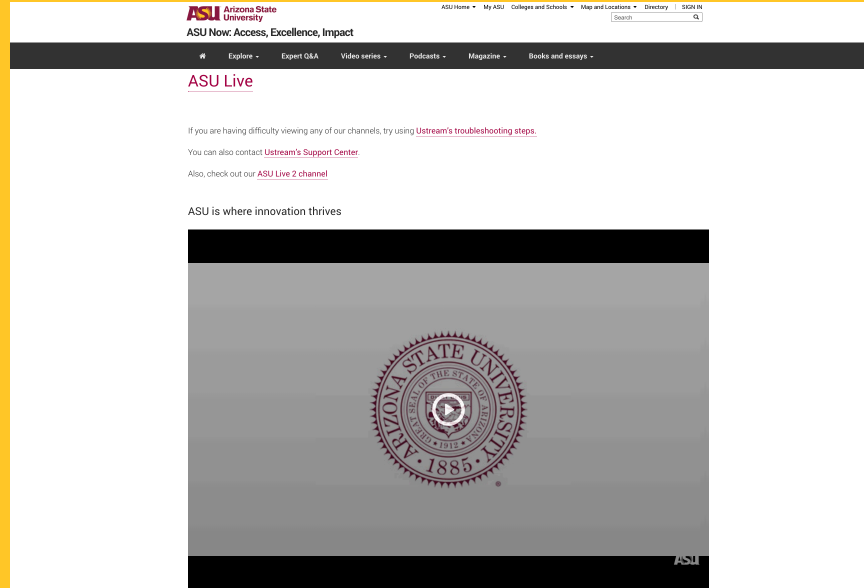 ASU Arizona State University
ASU Home My ASU Colleges and Schools Map and Locations Directory SIGN IN
Search
ASU Now: Access, Excellence, Impact
Explore Expert Q&A Video series Podcasts Magazine Books and essays
ASU Live
If you are having difficulty viewing any of our channels, try using Ustream's troubleshooting steps.
You can also contact Ustream's Support Center.
Also, check out our ASU Live 2 channel
ASU is where innovation thrives
ARIZONA STATE UNIVERSITY
GREAT SEAL OF THE STATE OF ARIZONA
1912
1885
ASU